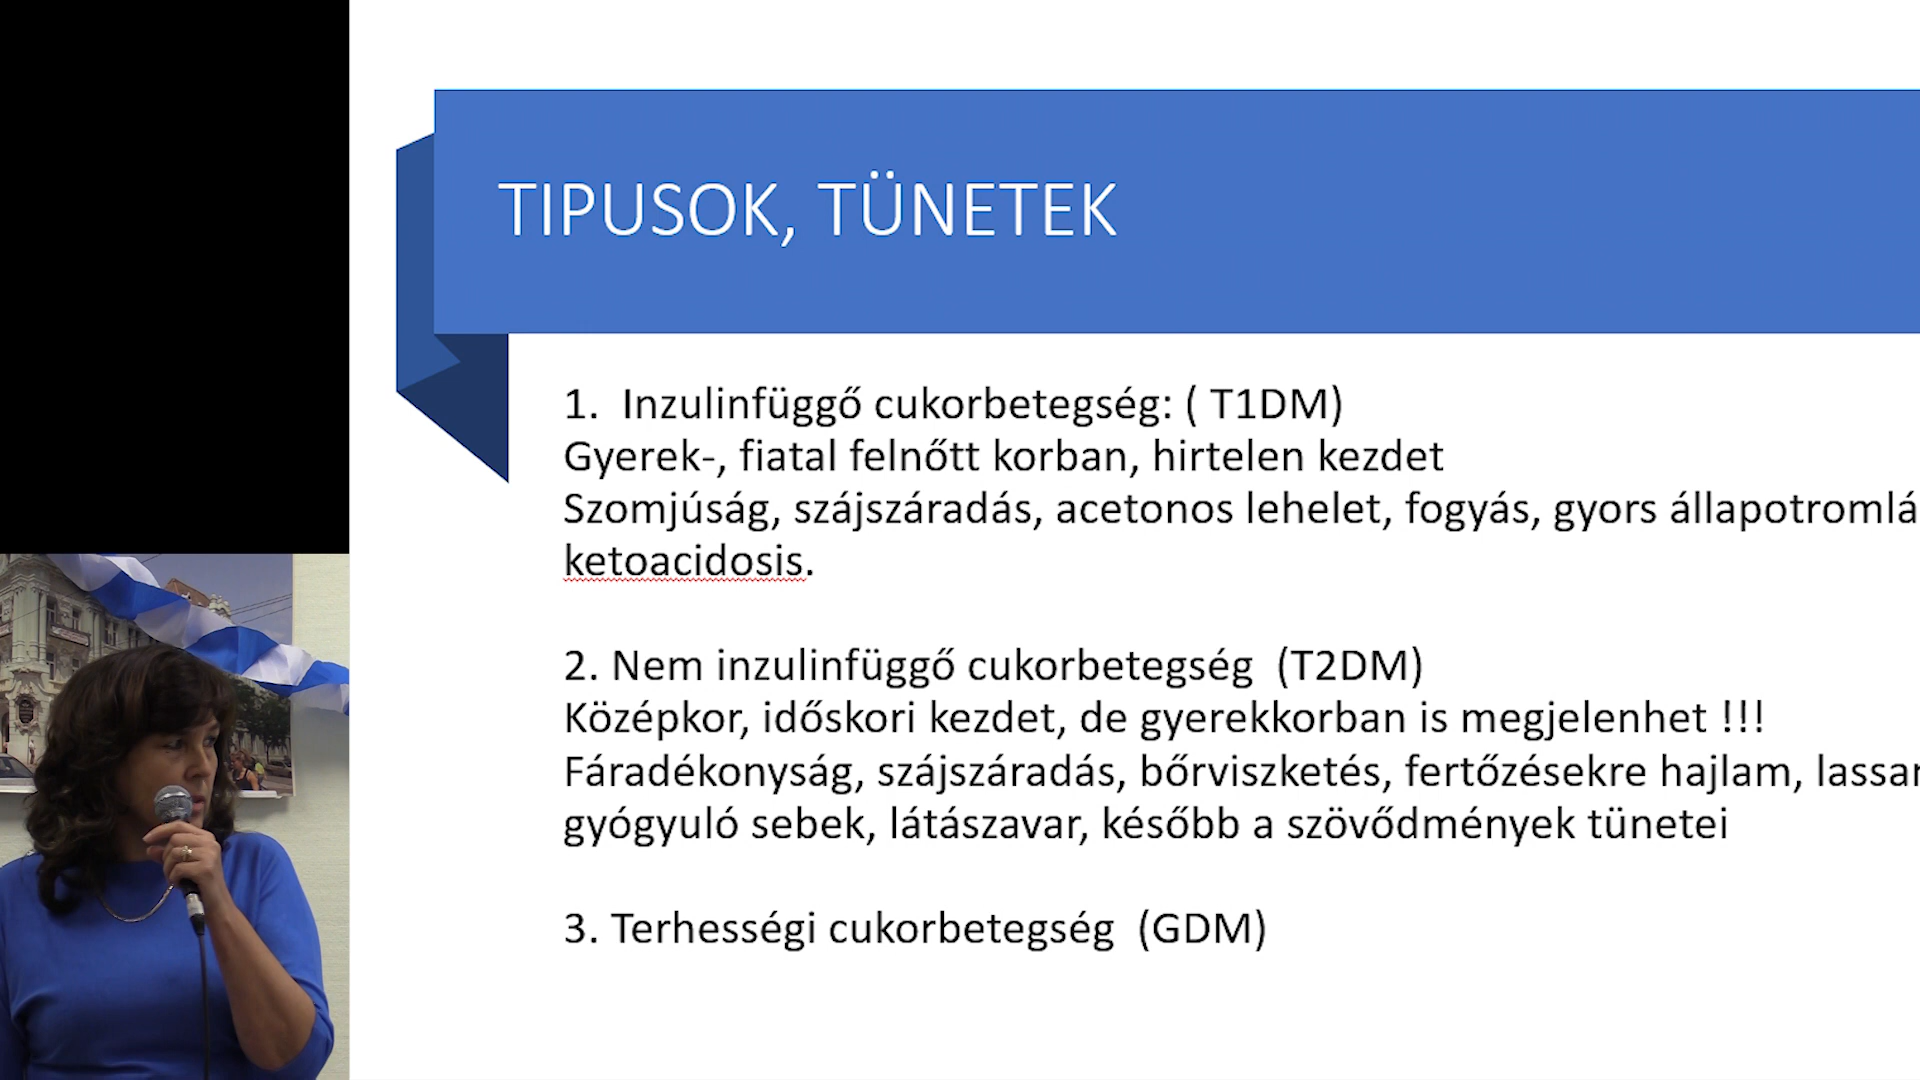 TIPUSOK, TÜNETEK
1. Inzulinfüggő cukorbetegség: ( T1DM)
Gyerek-, fiatal felnőtt korban, hirtelen kezdet
Szomjúság, szájszáradás, acetonos lehelet, fogyás, gyors állapotromlá
ketoacidosis.
2. Nem inzulinfüggő cukorbetegség (T2DM)
Középkor, időskori kezdet, de gyerekkorban is megjelenhet !!!
Fáradékonyság, szájszáradás, bőrviszketés, fertőzésekre hajlam, lassan
gyógyuló sebek, látászavar, később a szövődmények tünetei
3. Terhességi cukorbetegség (GDM)